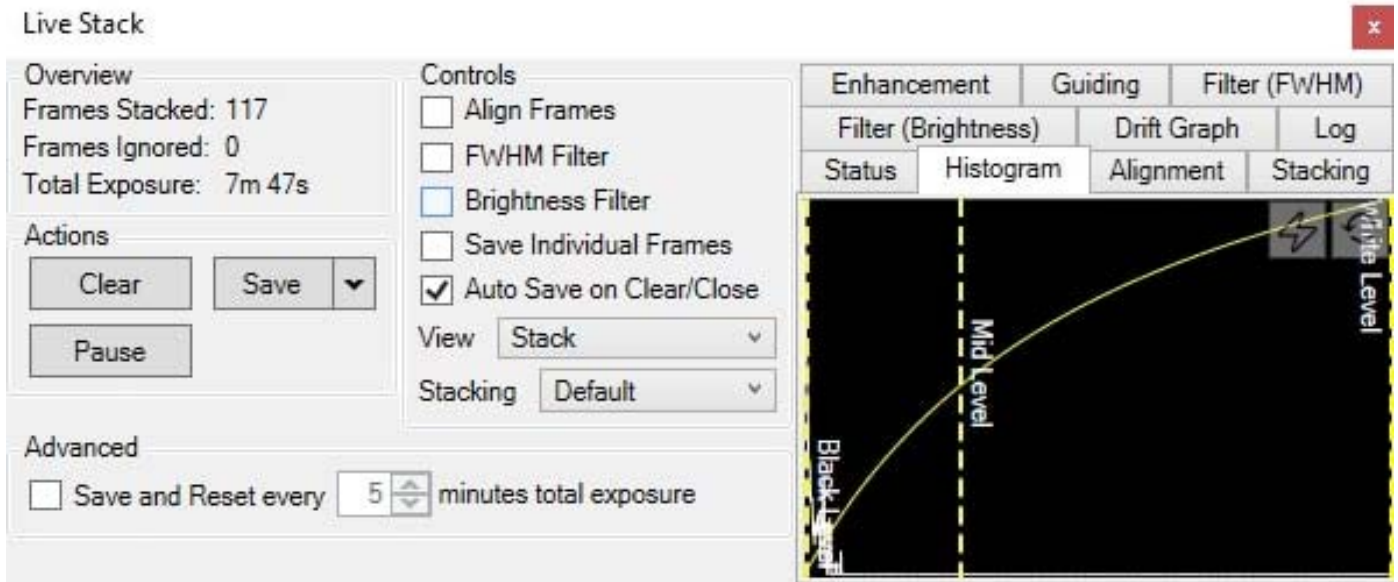 Live Stack
x
Overview
Frames Stacked: 117
Frames Ignored: 0
Total Exposure: 7m 47s
Actions
Clear
Save
Pause
Controls
Align Frames
FWHM Filter
Brightness Filter
Save Individual Frames
Auto Save on Clear/Close
View Stack
Stacking Default
Advanced
Save and Reset every 5 minutes total exposure
Enhancement Guiding Filter (FWHM)
Filter (Brightness) Drift Graph Log
Status Histogram Alignment Stacking
Black Level
Mid Level
White Level